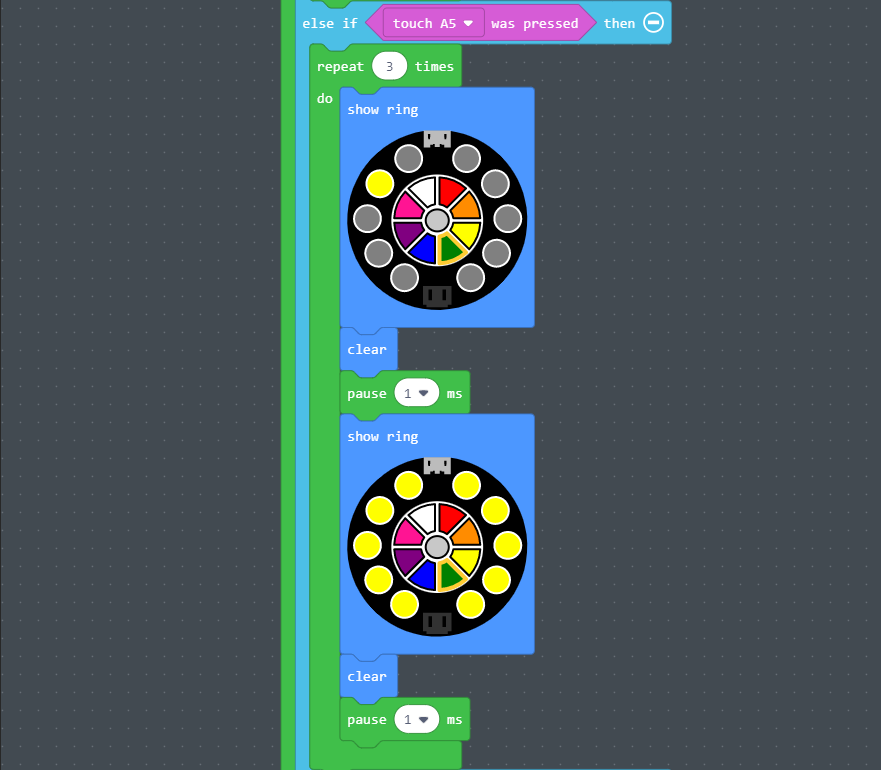 else if touch A5 was pressed then
repeat 3 times
do
show ring
clear
pause 1 ms
show ring
clear
pause 1 ms